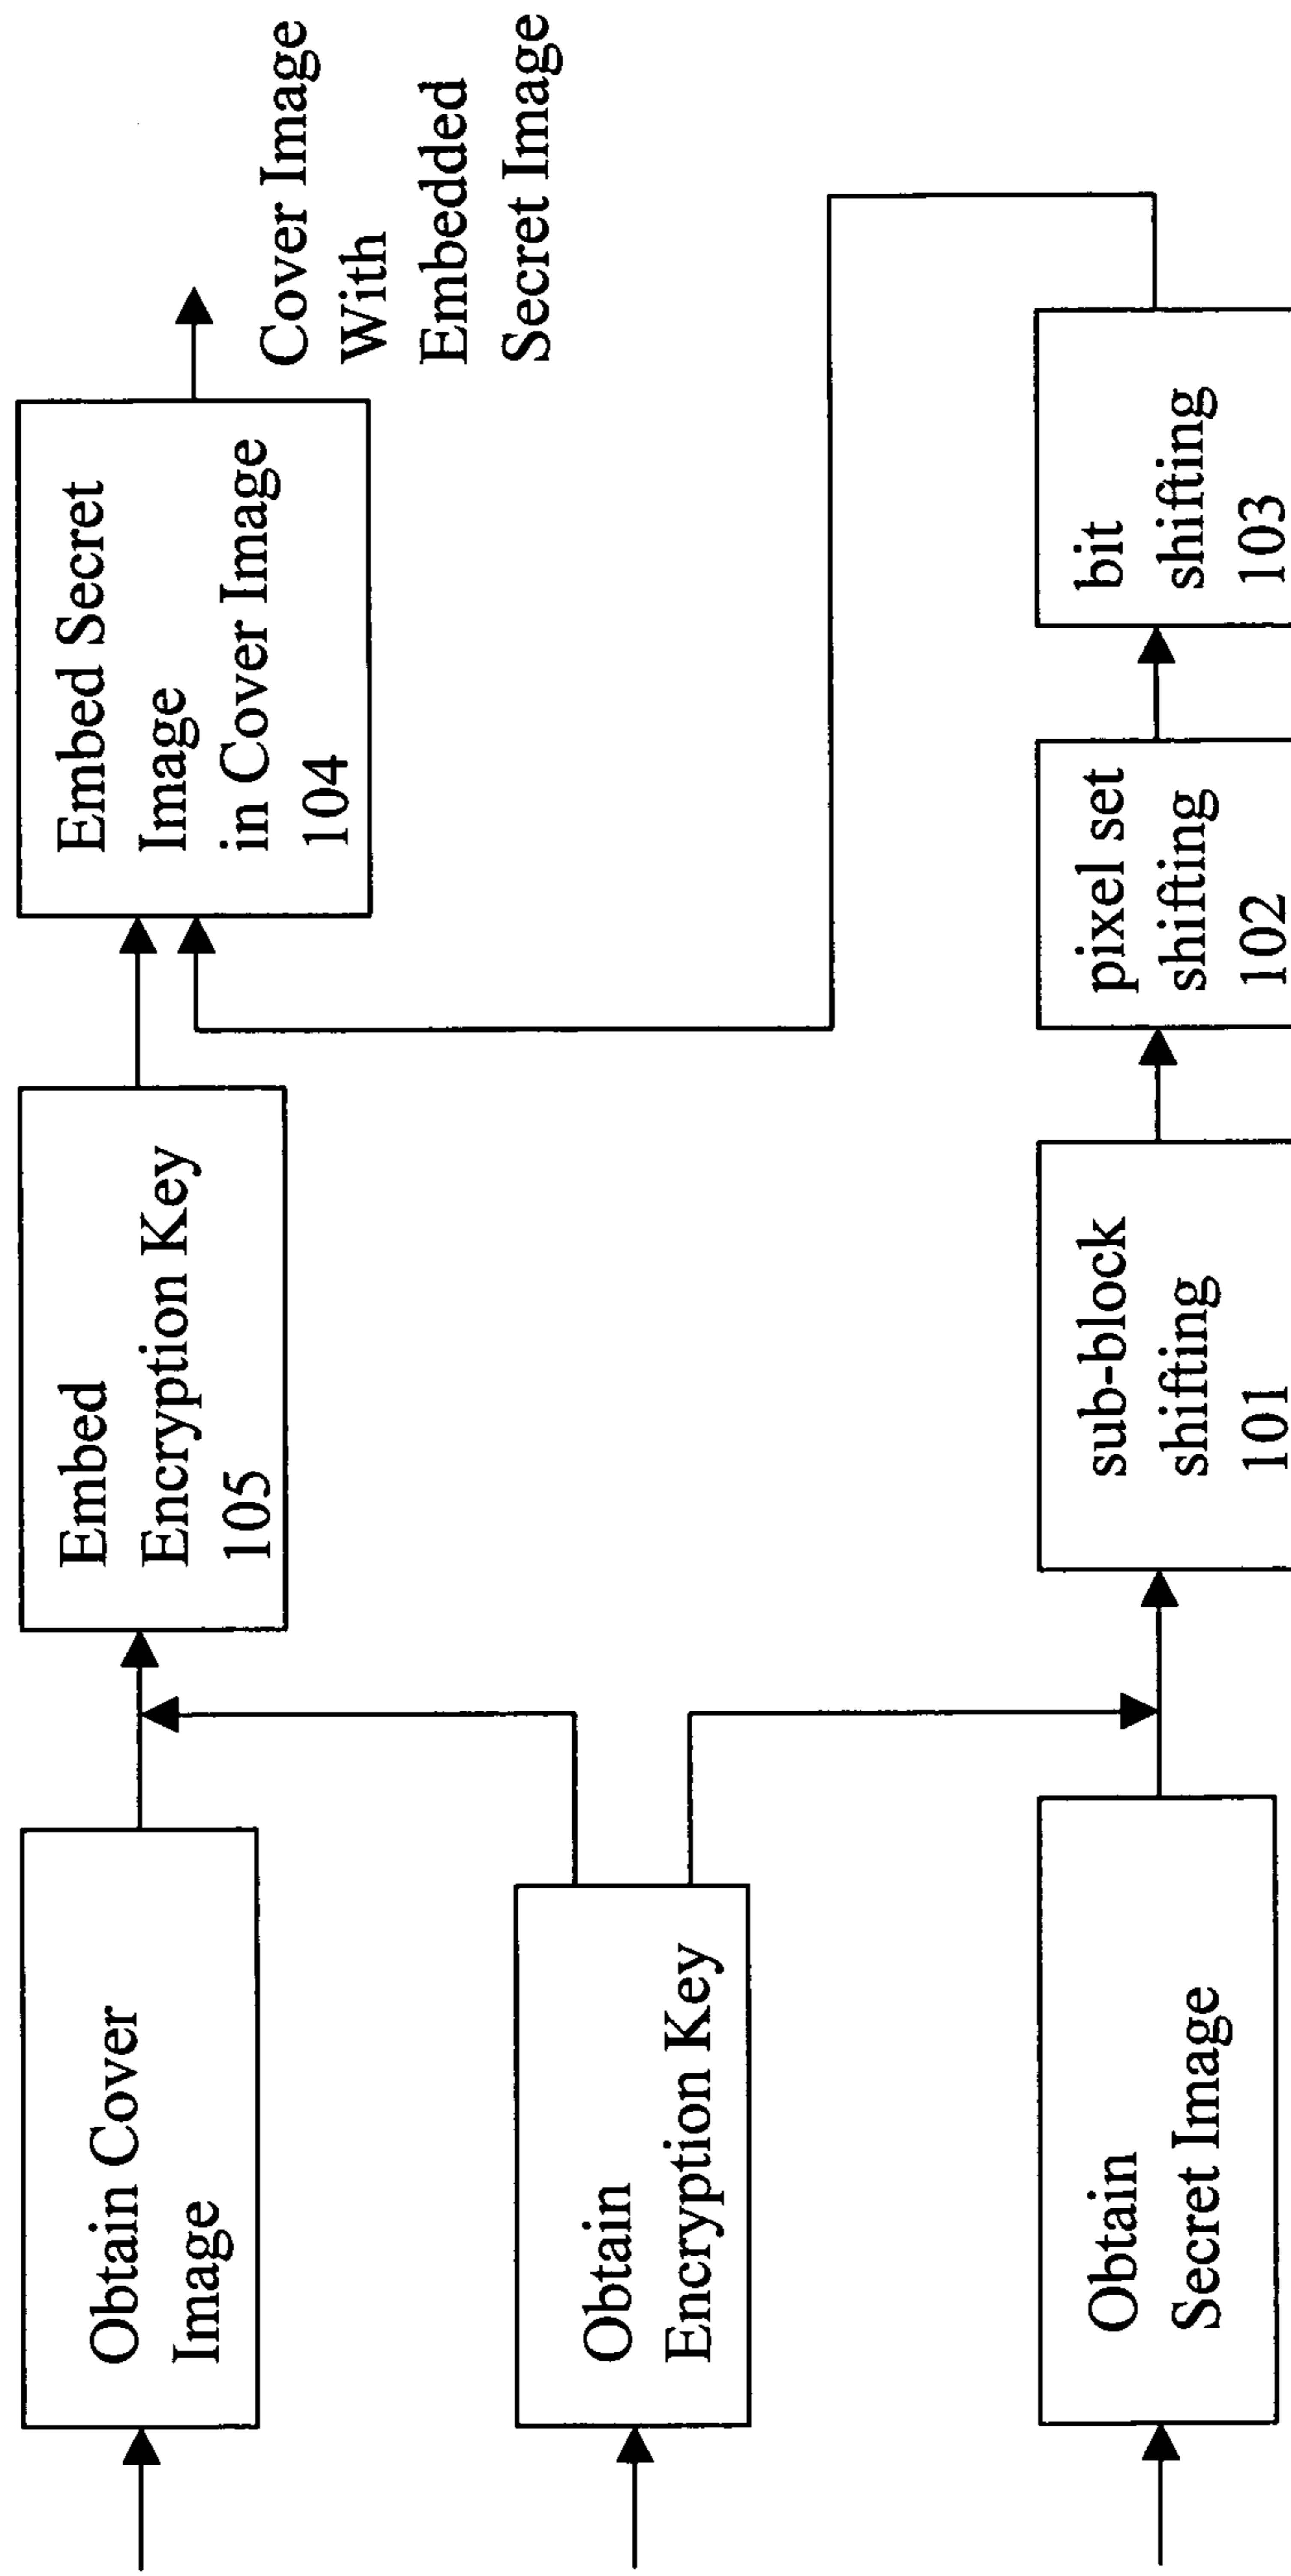 Obtain Cover
Image
Embed
Encryption Key
105
Embed Secret
Image
in Cover Image
104
Cover Image
With
Embedded
Secret Image
Obtain
Encryption Key
Obtain
Secret Image
sub-block
shifting
101
pixel set
shifting
102
bit
shifting
103